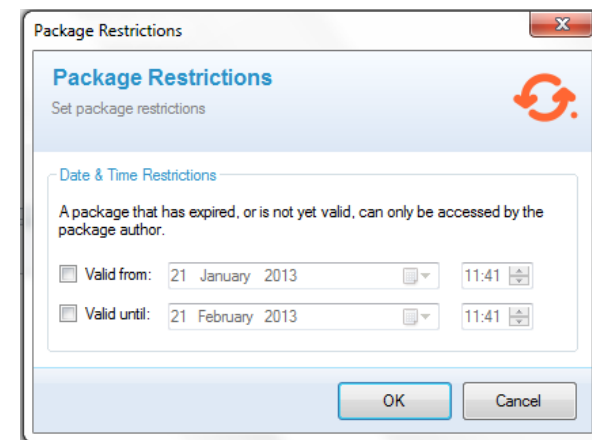 Package Restrictions
Package Restrictions
Set package restrictions
Date & Time Restrictions
A package that has expired, or is not yet valid, can only be accessed by the
package author.
Valid from: 21 January 2013 11:41
Valid until: 21 February 2013 11:41
OK Cancel